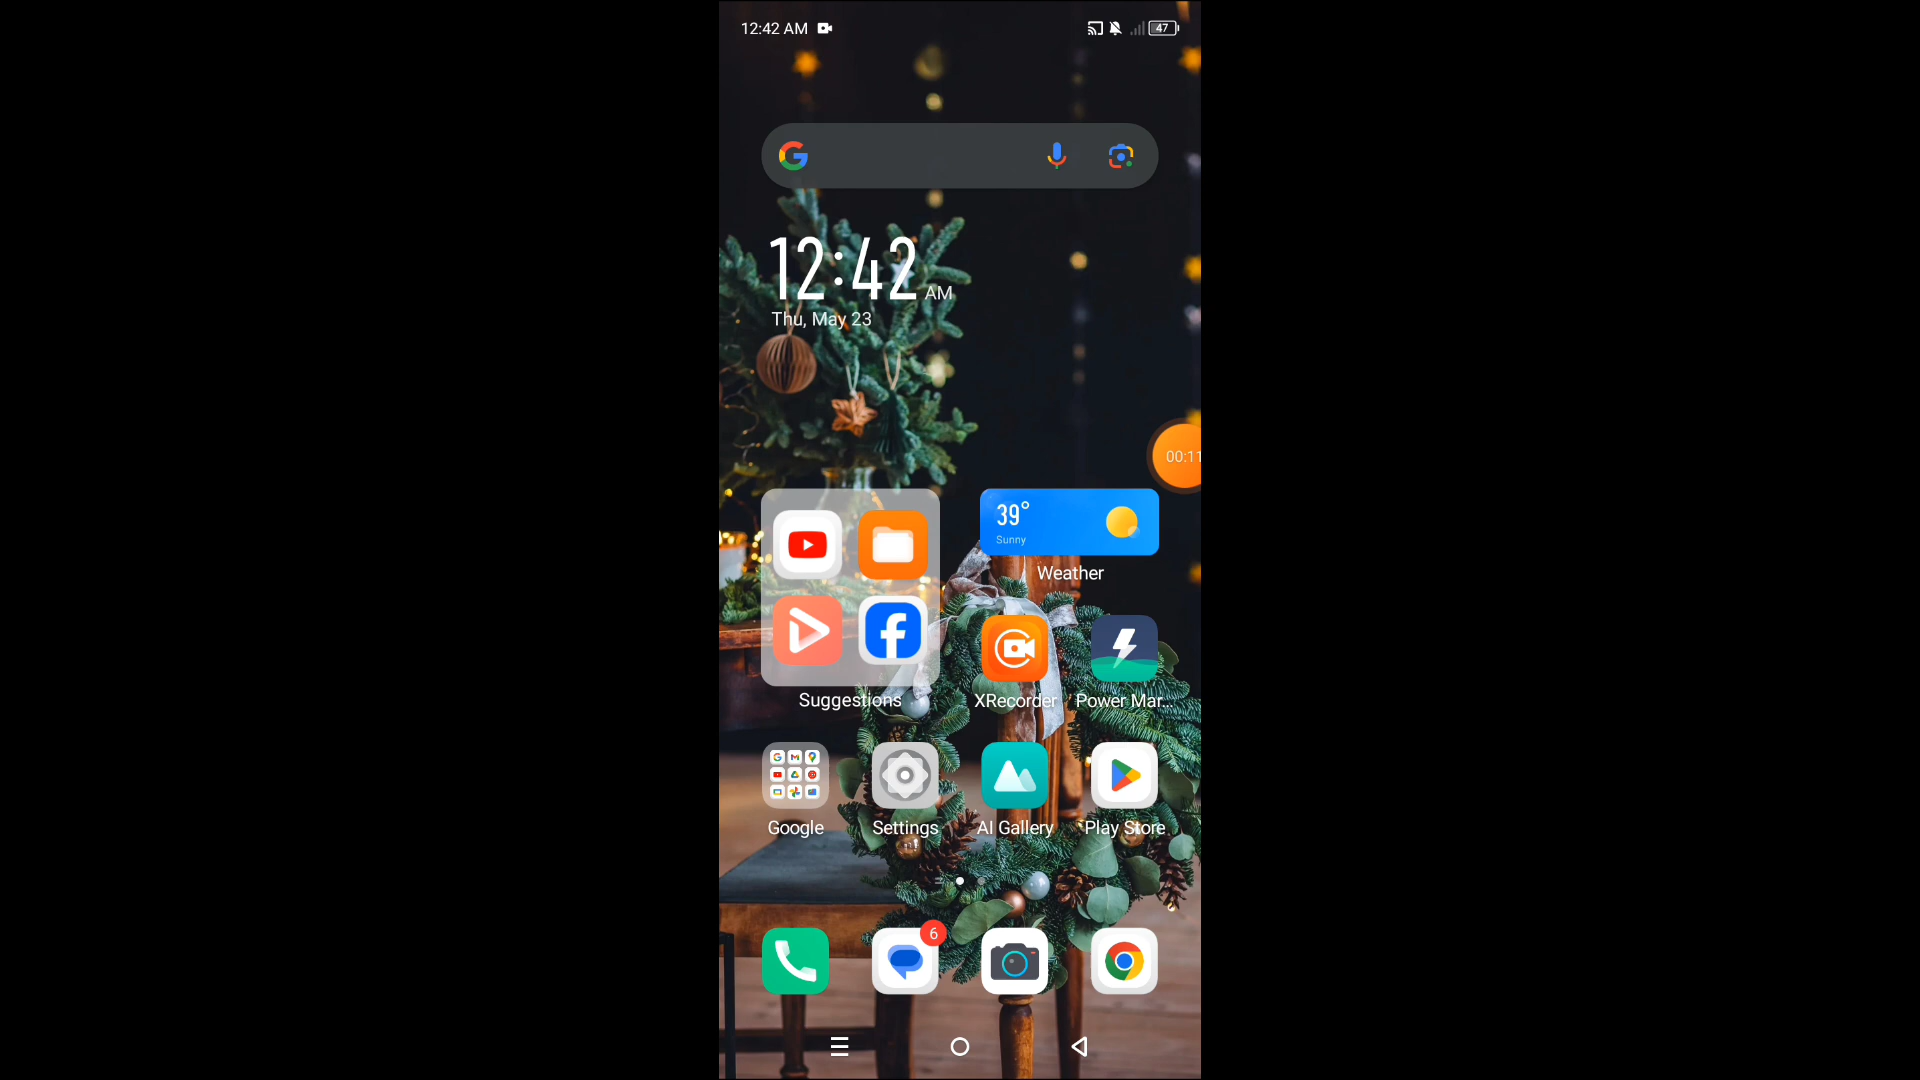 12:42 AM
47
12:42 AM
Thu, May 23
00:11
39°
Sunny
Weather
Suggestions
XRecorder
Power Mar...
Google
Settings
AI Gallery
Play Store
6